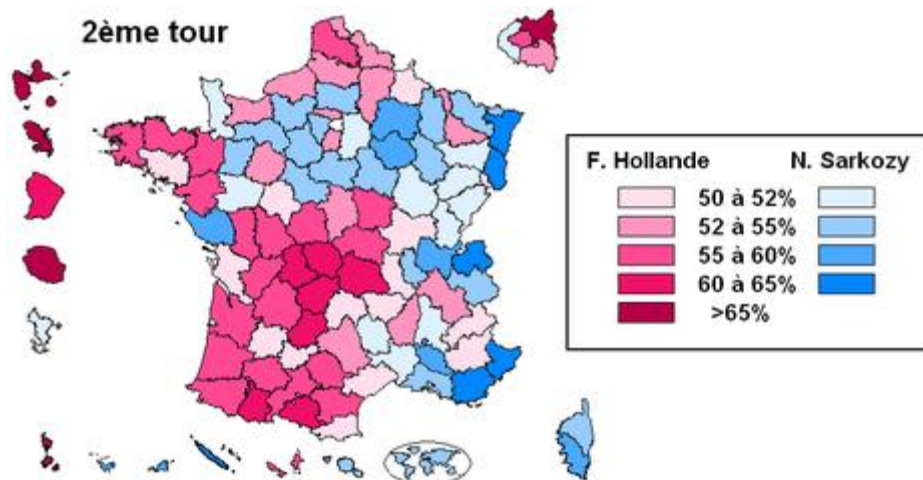 2ème tour
F. Hollande N. Sarkozy
50 à 52%
52 à 55%
55 à 60%
60 à 65%
>65%